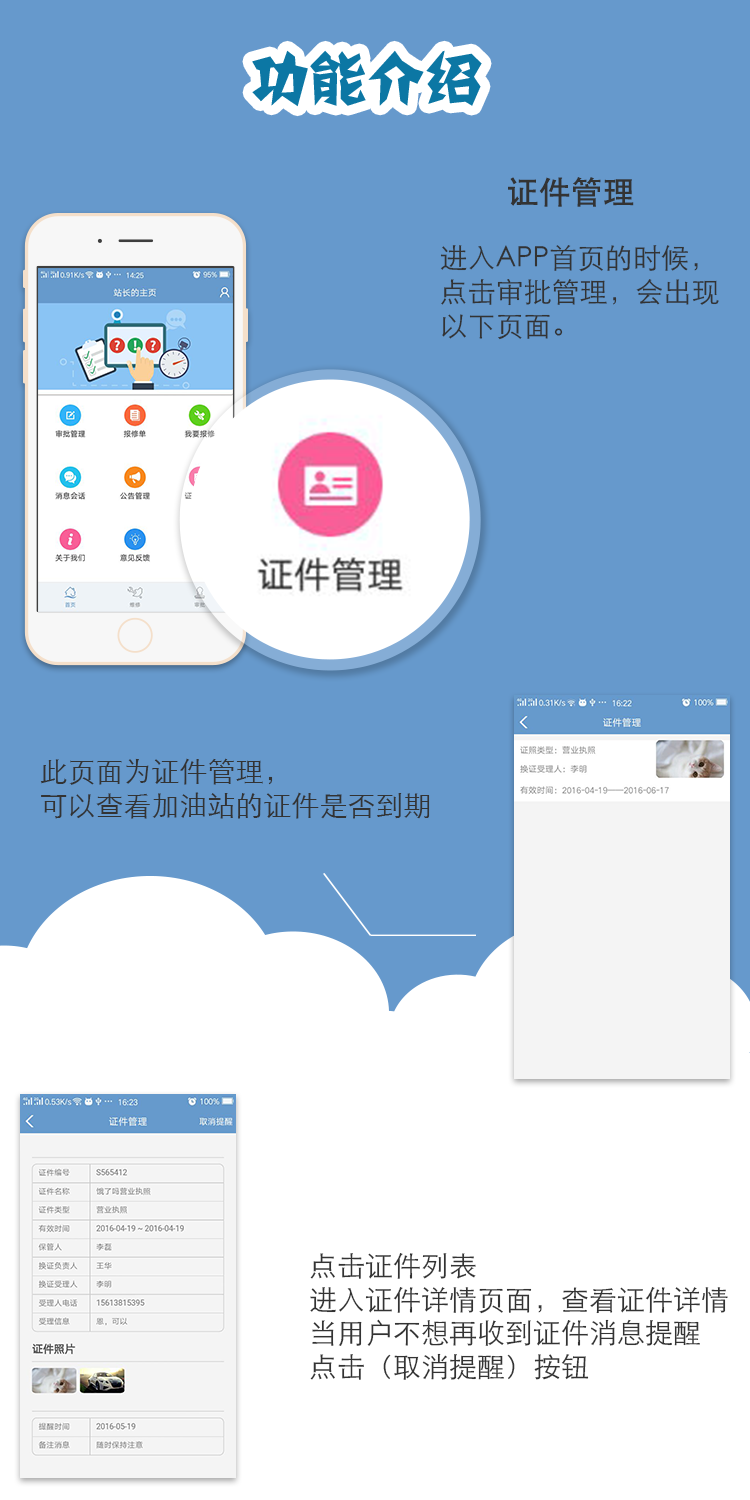 功能介绍
证件管理
进入APP首页的时候，
点击审批管理，会出现
以下页面。
0.91K/s 14:25 95%
站长的主页
审批管理 报修单 我要报修
消息会话 公告管理 证
关于我们 意见反馈
首页 维修 审批
证件管理
此页面为证件管理，
可以查看加油站的证件是否到期
0.31K/s 16:22 100%
证件管理
证照类型：营业执照
换证受理人：李明
有效时间：2016-04-19——2016-06-17
0.53K/s 16:23 100%
证件管理 取消提醒
证件编号 S565412
证件名称 饿了吗营业执照
证件类型 营业执照
有效时间 2016-04-19 ~ 2016-04-19
保管人 李磊
换证负责人 王华
换证受理人 李明
受理人电话 15613815395
受理信息 恩，可以
证件照片
提醒时间 2016-05-19
备注消息 随时保持注意
点击证件列表
进入证件详情页面，查看证件详情
当用户不想再收到证件消息提醒
点击（取消提醒）按钮